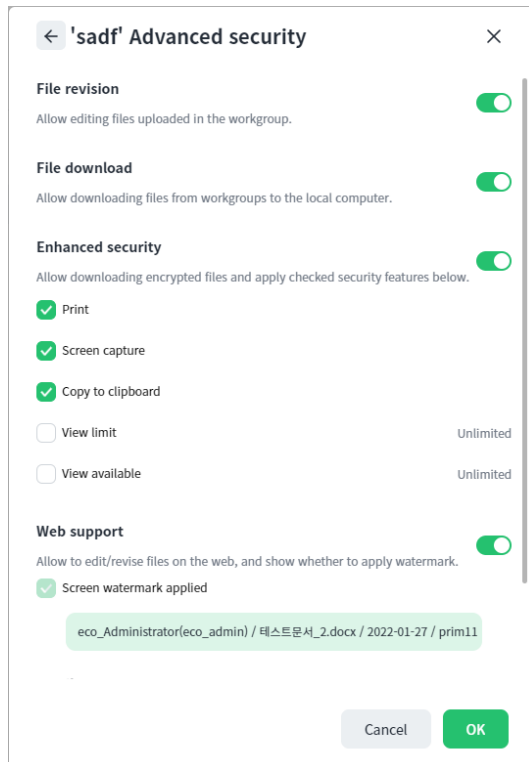 'sadf' Advanced security
File revision
Allow editing files uploaded in the workgroup.
File download
Allow downloading files from workgroups to the local computer.
Enhanced security
Allow downloading encrypted files and apply checked security features below.
Print
Screen capture
Copy to clipboard
View limit Unlimited
View available Unlimited
Web support
Allow to edit/revise files on the web, and show whether to apply watermark.
Screen watermark applied
eco_Administrator(eco_admin) / 테스트문서_2.docx / 2022-01-27 / prim11
Cancel OK